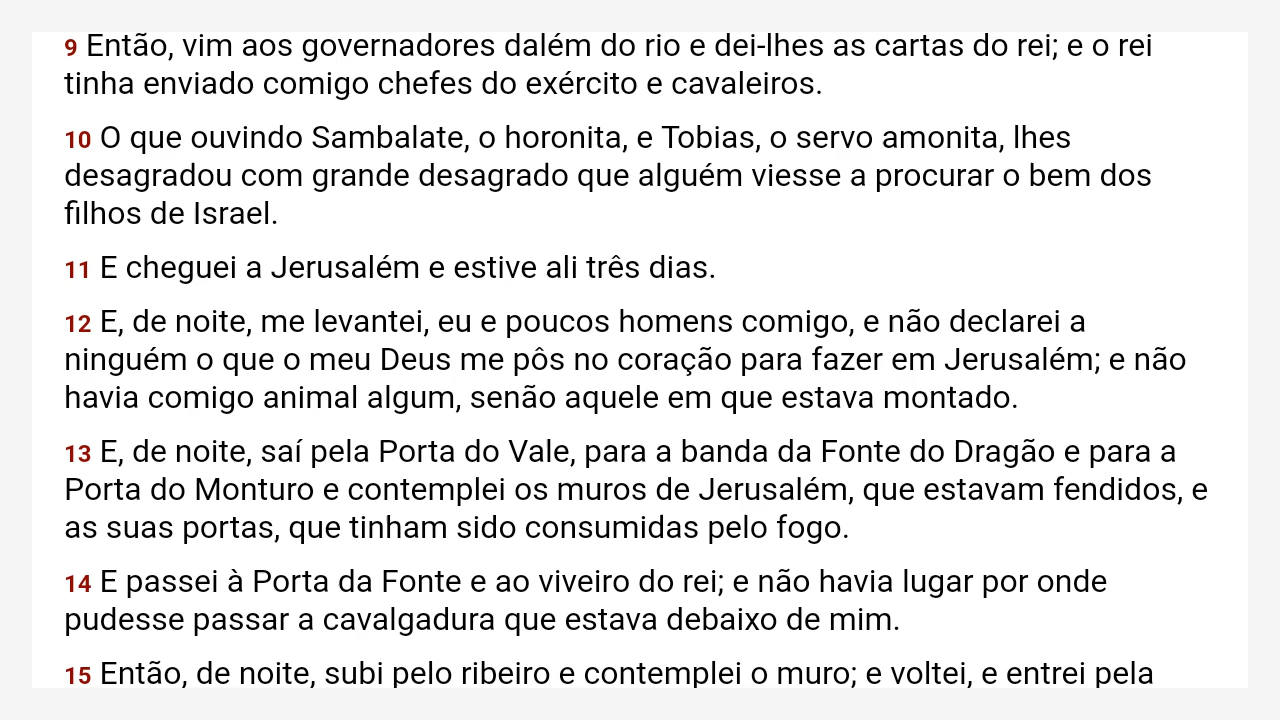 9 Então, vim aos governadores dalém do rio e dei-lhes as cartas do rei; e o rei
tinha enviado comigo chefes do exército e cavaleiros.
10 O que ouvindo Sambalate, o horonita, e Tobias, o servo amonita, lhes
desagradou com grande desagrado que alguém viesse a procurar o bem dos
filhos de Israel.
11 E cheguei a Jerusalém e estive ali três dias.
12 E, de noite, me levantei, eu e poucos homens comigo, e não declarei a
ninguém o que o meu Deus me pôs no coração para fazer em Jerusalém; e não
havia comigo animal algum, senão aquele em que estava montado.
13 E, de noite, saí pela Porta do Vale, para a banda da Fonte do Dragão e para a
Porta do Monturo e contemplei os muros de Jerusalém, que estavam fendidos, e
as suas portas, que tinham sido consumidas pelo fogo.
14 E passei à Porta da Fonte e ao viveiro do rei; e não havia lugar por onde
pudesse passar a cavalgadura que estava debaixo de mim.
15 Então, de noite, subi pelo ribeiro e contemplei o muro; e voltei, e entrei pela